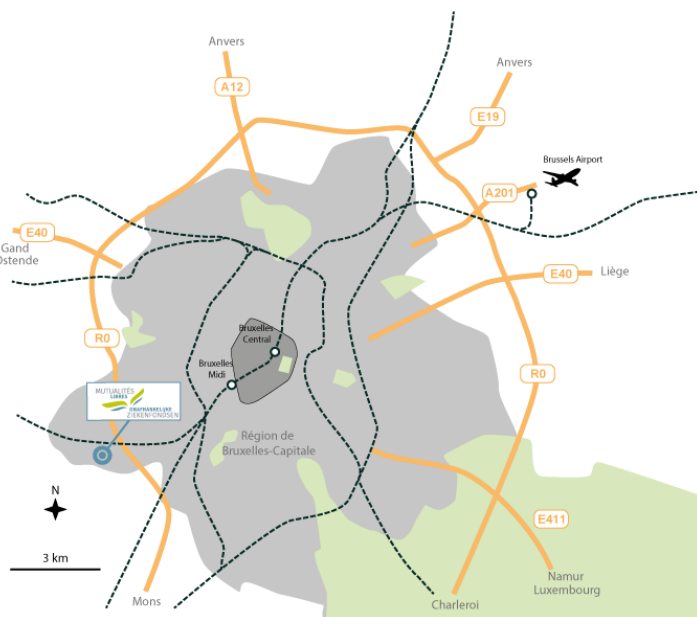 Anvers
A12
Anvers
E19
Brussels Airport
A201
E40
Gand
Ostende
E40
Liège
R0
Bruxelles
Central
Bruxelles
Midi
R0
MUTUALITÉS
LIBRES
ONAFHANKELIJKE
ZIEKENFONDSEN
Région de
Bruxelles-Capitale
N
E411
3 km
Mons
Charleroi
Namur
Luxembourg